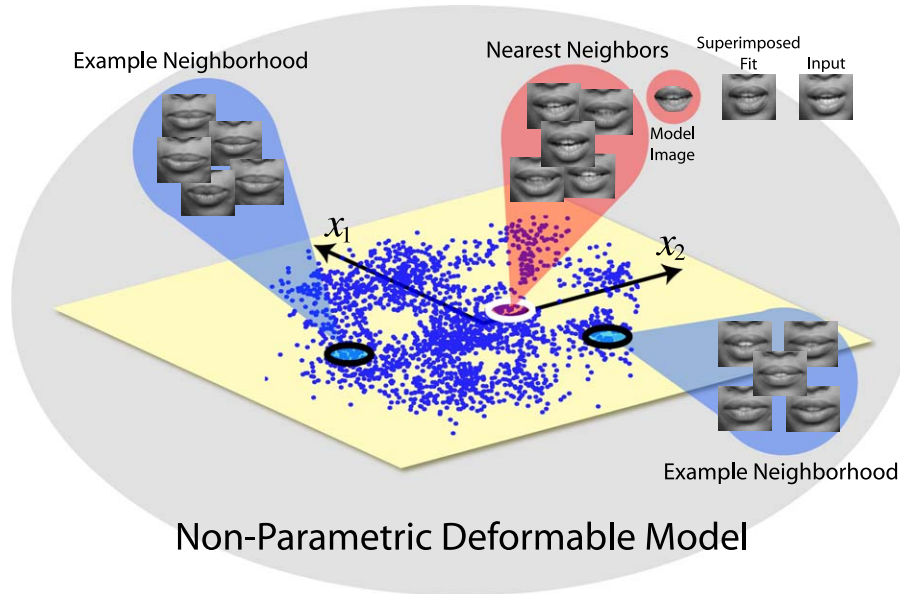 Example Neighborhood
Nearest Neighbors
Superimposed
Fit
Input
Model
Image
x1
x2
Example Neighborhood
Non-Parametric Deformable Model